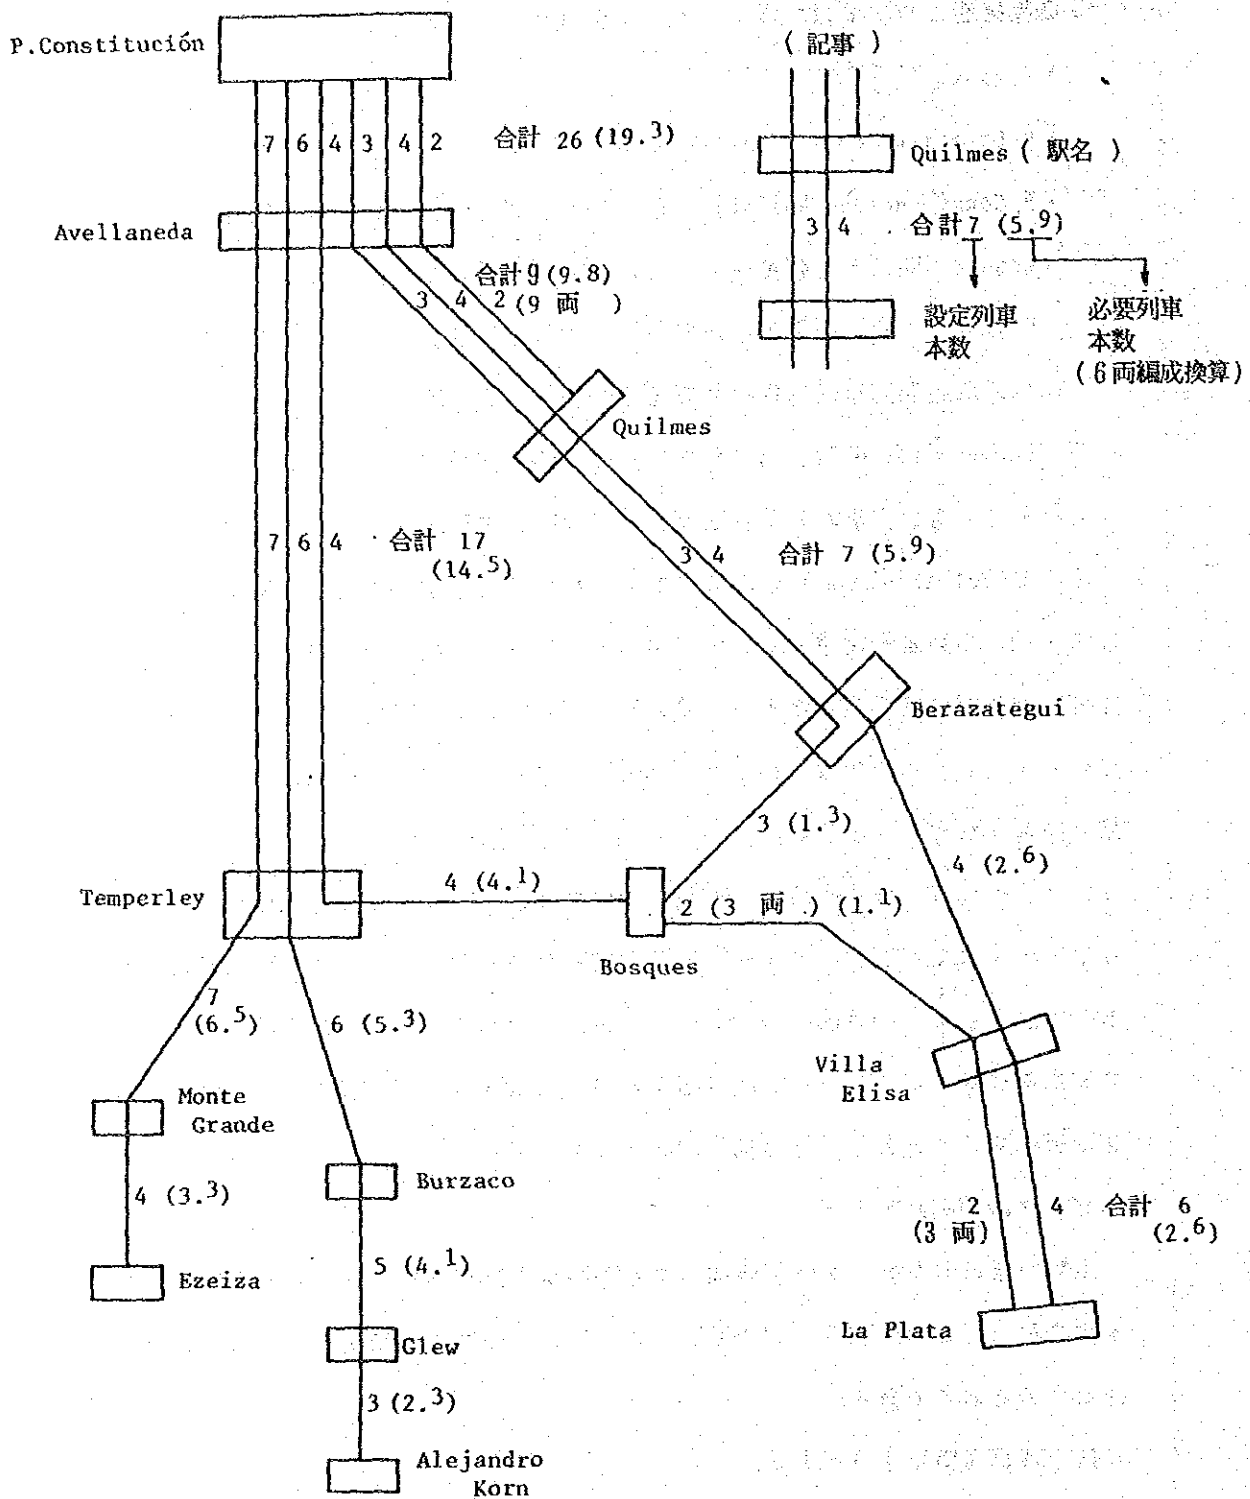 P.Constitución
7 6 4 3 4 2 合計 26 (19.3)
Avellaneda
合計 9 (9.8)
3 4 2 (9 両 )
( 記事 )
Quilmes ( 駅名 )
3 4 合計 7 (5.9)
設定列車
本数
必要列車
本数
( 6 両編成換算 )
Quilmes
7 6 4 合計 17
(14.5)
3 4 合計 7 (5.9)
Berazategui
3 (1.3)
4 (2.6)
Temperley
4 (4.1)
2 (3 両 ) (1.1)
Bosques
7
(6.5)
6 (5.3)
Villa
Elisa
Monte
Grande
4 (3.3)
Ezeiza
Burzaco
5 (4.1)
Glew
3 (2.3)
Alejandro
Korn
2
(3 両)
4 合計 6
(2.6)
La Plata